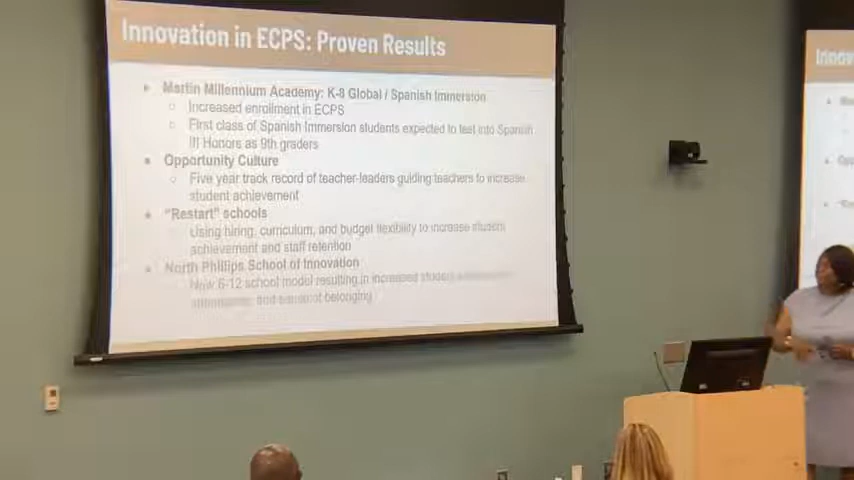 Innovation in ECPS: Proven Results
Martin Millennium Academy: K-8 Global / Spanish Immersion
Increased enrollment in ECPS
First class of Spanish Immersion students expected to test into Spanish
III Honors as 9th graders
Opportunity Culture
Five year track record of teacher-leaders guiding teachers to increase
student achievement
"Restart" schools
Using hiring, curriculum, and budget flexibility to increase student
achievement and staff retention
North Phillips School of Innovation
New 6-12 school model resulting in increased student
and belonging